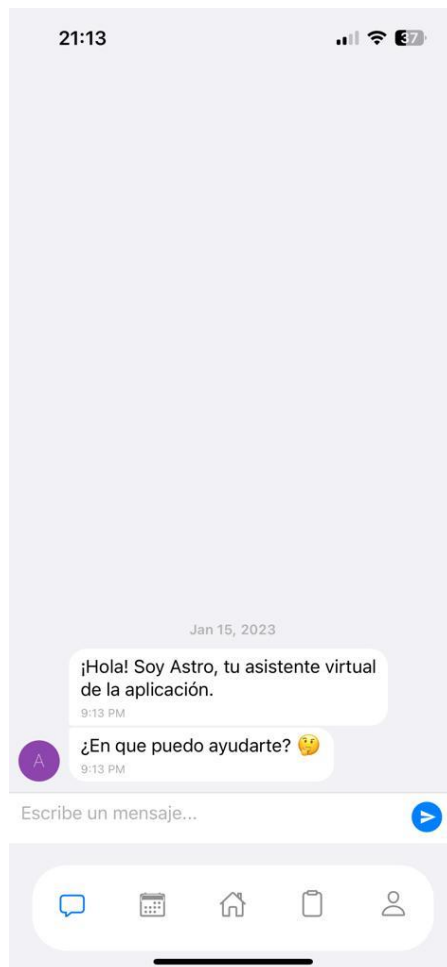 21:13
37
Jan 15, 2023
¡Hola! Soy Astro, tu asistente virtual
de la aplicación.
9:13 PM
¿En que puedo ayudarte? 🤔
A
9:13 PM
Escribe un mensaje...